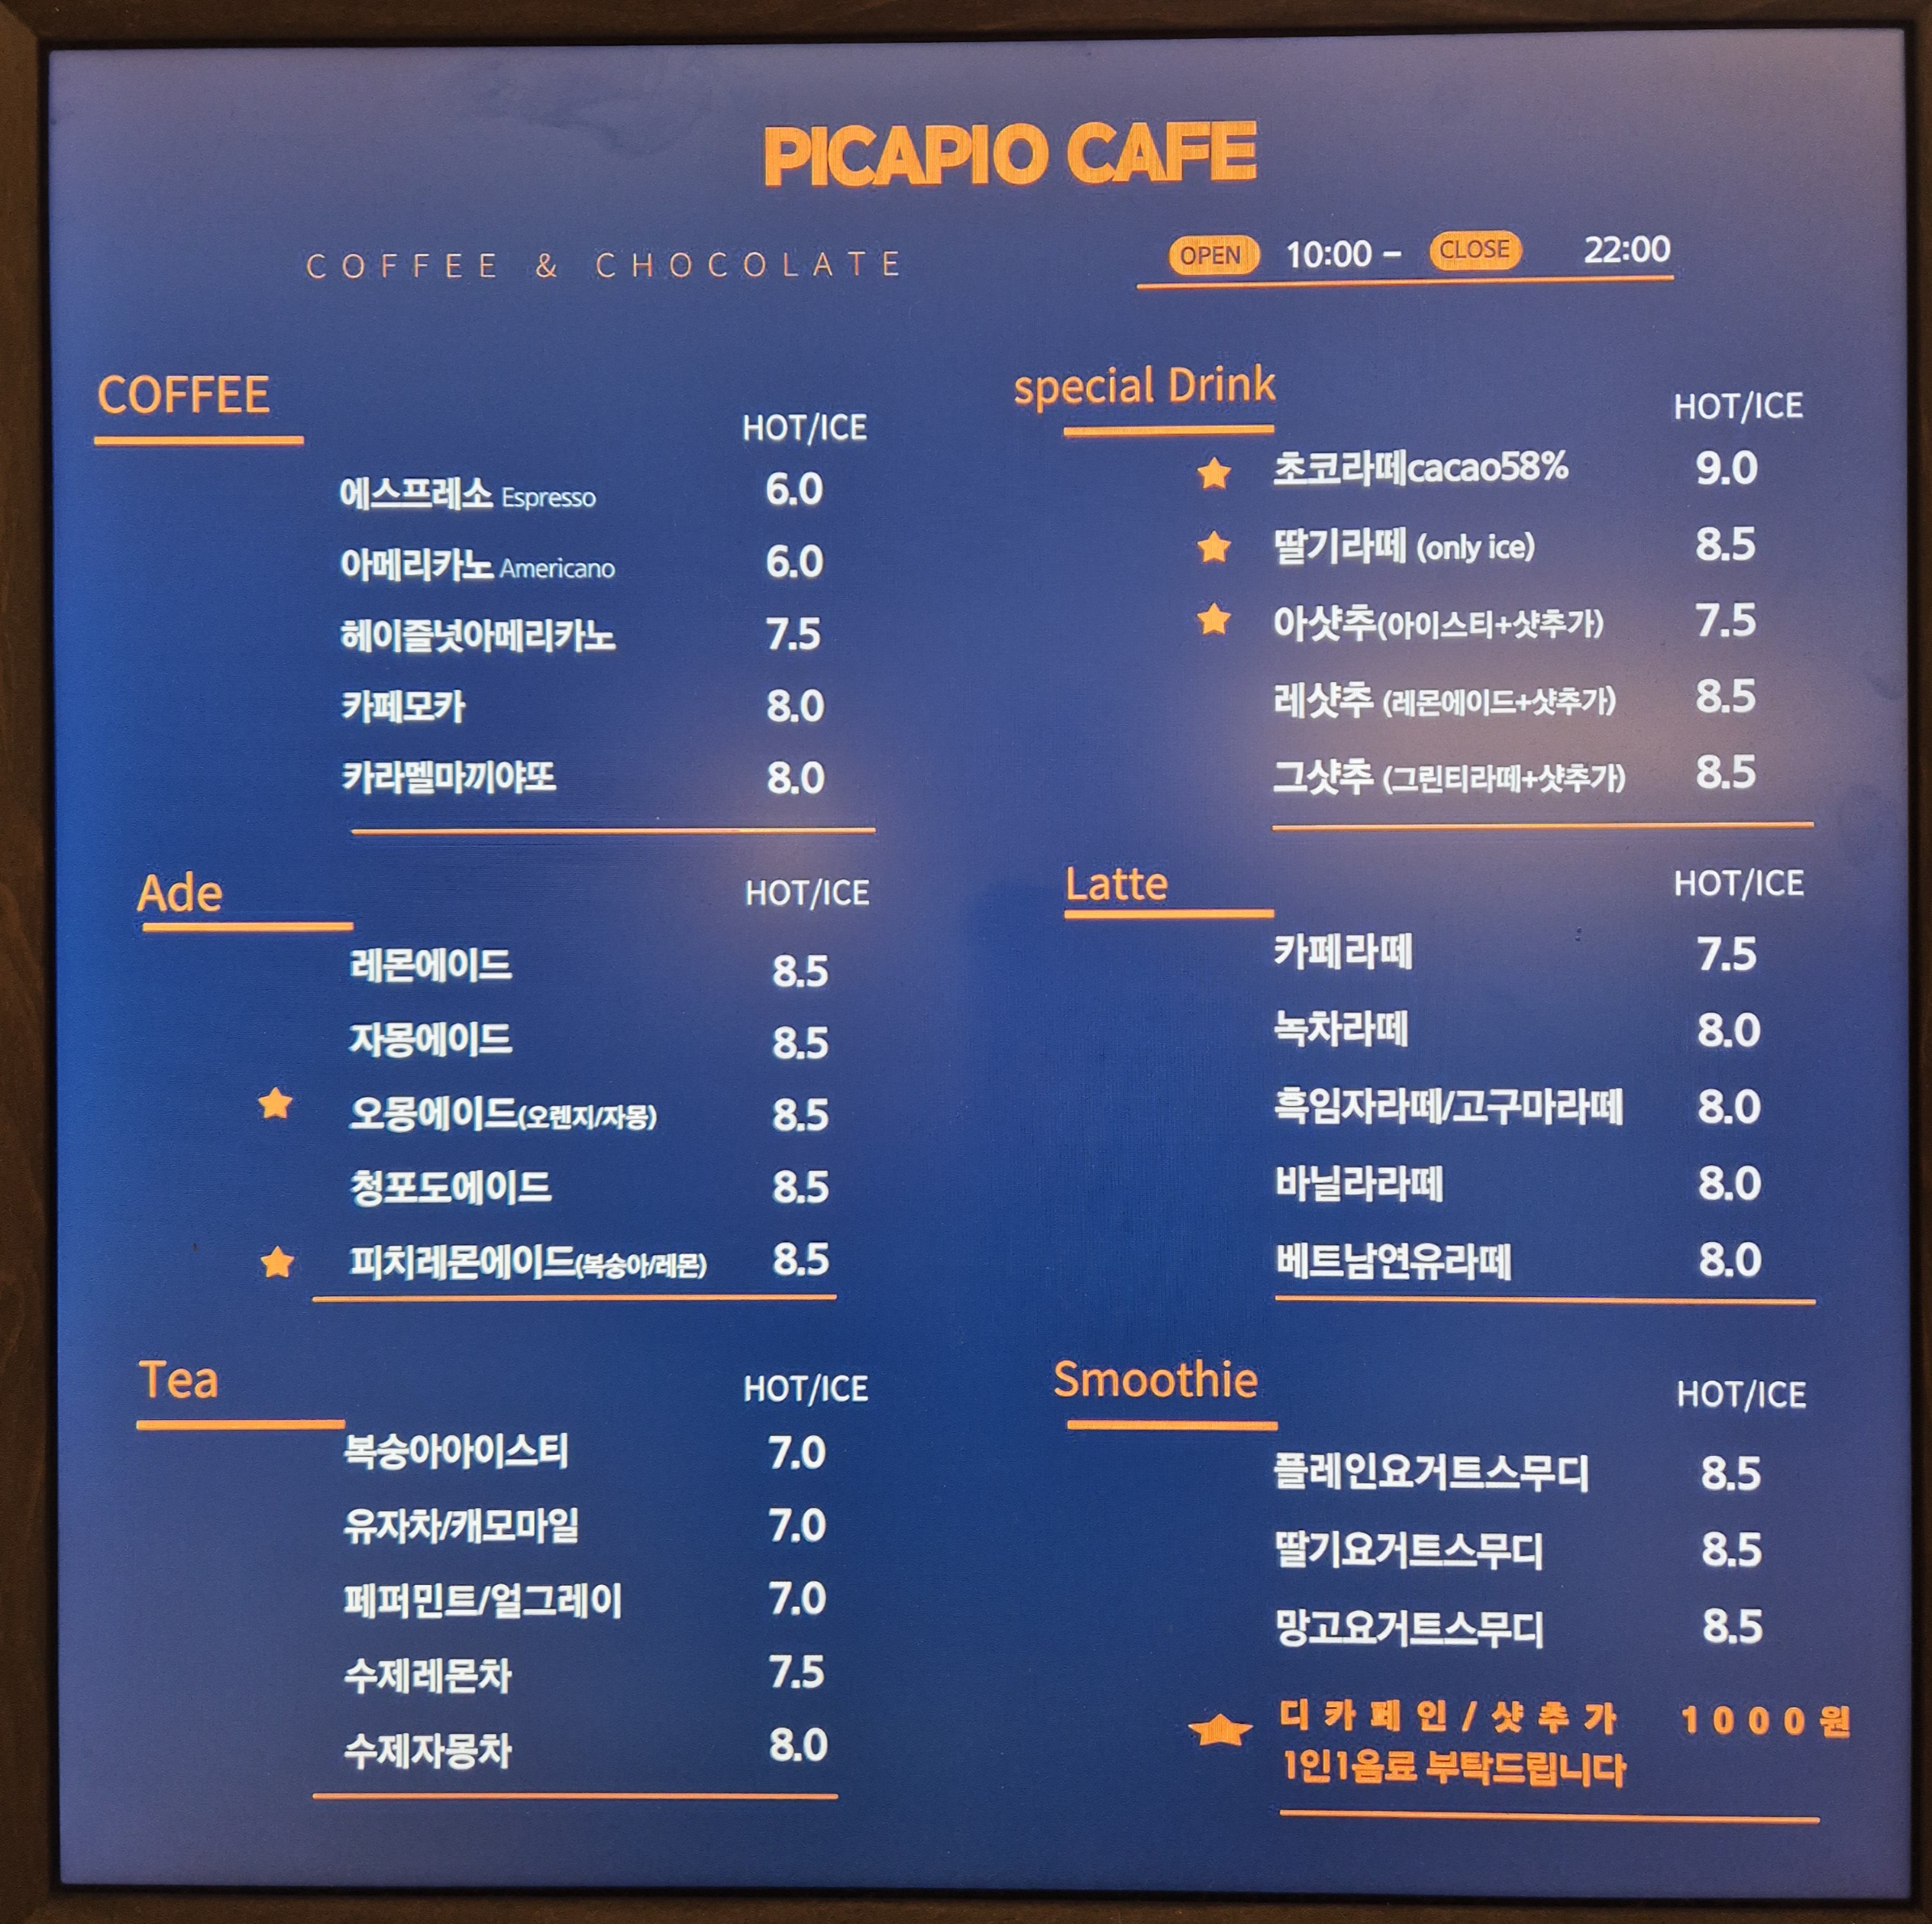 PICAPIO CAFE
COFFEE & CHOCOLATE
OPEN 10:00 – CLOSE 22:00
COFFEE
HOT/ICE
에스프레소 Espresso 6.0
아메리카노 Americano 6.0
헤이즐넛아메리카노 7.5
카페모카 8.0
카라멜마끼야또 8.0
Ade
HOT/ICE
레몬에이드 8.5
자몽에이드 8.5
오몽에이드(오렌지/자몽) 8.5
청포도에이드 8.5
피치레몬에이드(복숭아/레몬) 8.5
Tea
HOT/ICE
복숭아아이스티 7.0
유자차/캐모마일 7.0
페퍼민트/얼그레이 7.0
수제레몬차 7.5
수제자몽차 8.0
special Drink
HOT/ICE
초코라떼cacao58% 9.0
딸기라떼 (only ice) 8.5
아샷추(아이스티+샷추가) 7.5
레샷추 (레몬에이드+샷추가) 8.5
그샷추 (그린티라떼+샷추가) 8.5
Latte
HOT/ICE
카페라떼 7.5
녹차라떼 8.0
흑임자라떼/고구마라떼 8.0
바닐라라떼 8.0
베트남연유라떼 8.0
Smoothie
HOT/ICE
플레인요거트스무디 8.5
딸기요거트스무디 8.5
망고요거트스무디 8.5
디카페인/샷추가 1000원
1인1음료 부탁드립니다